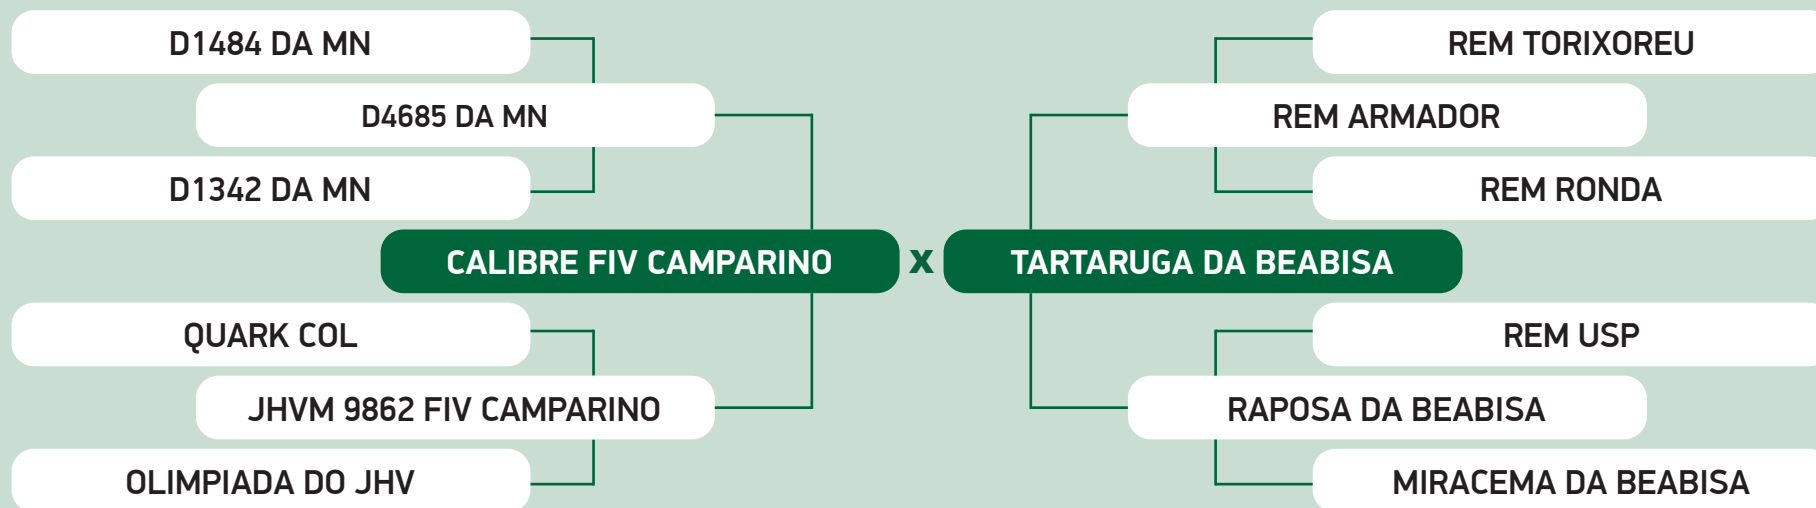 D1484 DA MN
REM TORIXOREU
D4685 DA MN
REM ARMADOR
D1342 DA MN
REM RONDA
CALIBRE FIV CAMPARINO x TARTARUGA DA BEABISA
QUARK COL
REM USP
JHVM 9862 FIV CAMPARINO
RAPOSA DA BEABISA
OLIMPIADA DO JHV
MIRACEMA DA BEABISA